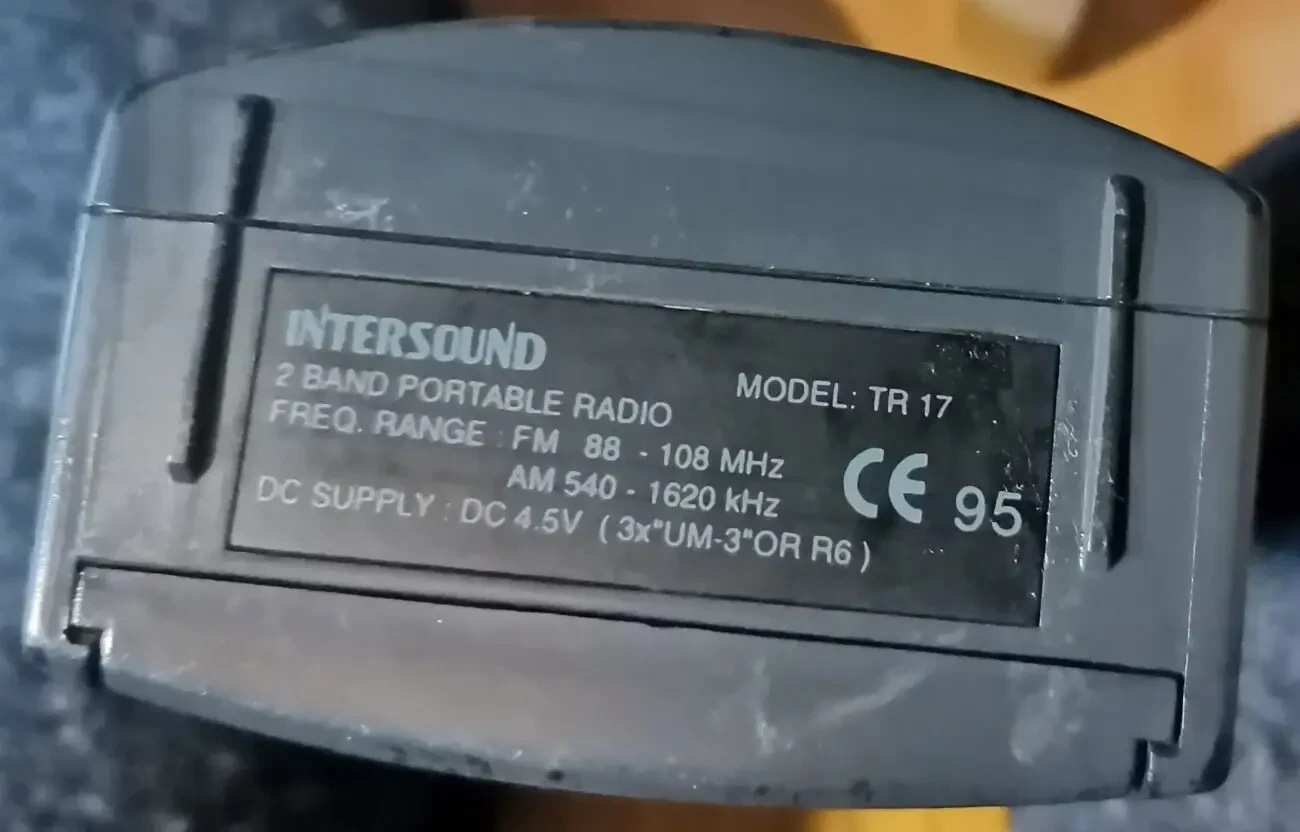 INTERSOUND
2 BAND PORTABLE RADIO MODEL: TR 17
FREQ. RANGE : FM 88 - 108 MHz
AM 540 - 1620 kHz
CE 95
DC SUPPLY : DC 4.5V ( 3x"UM-3"OR R6 )